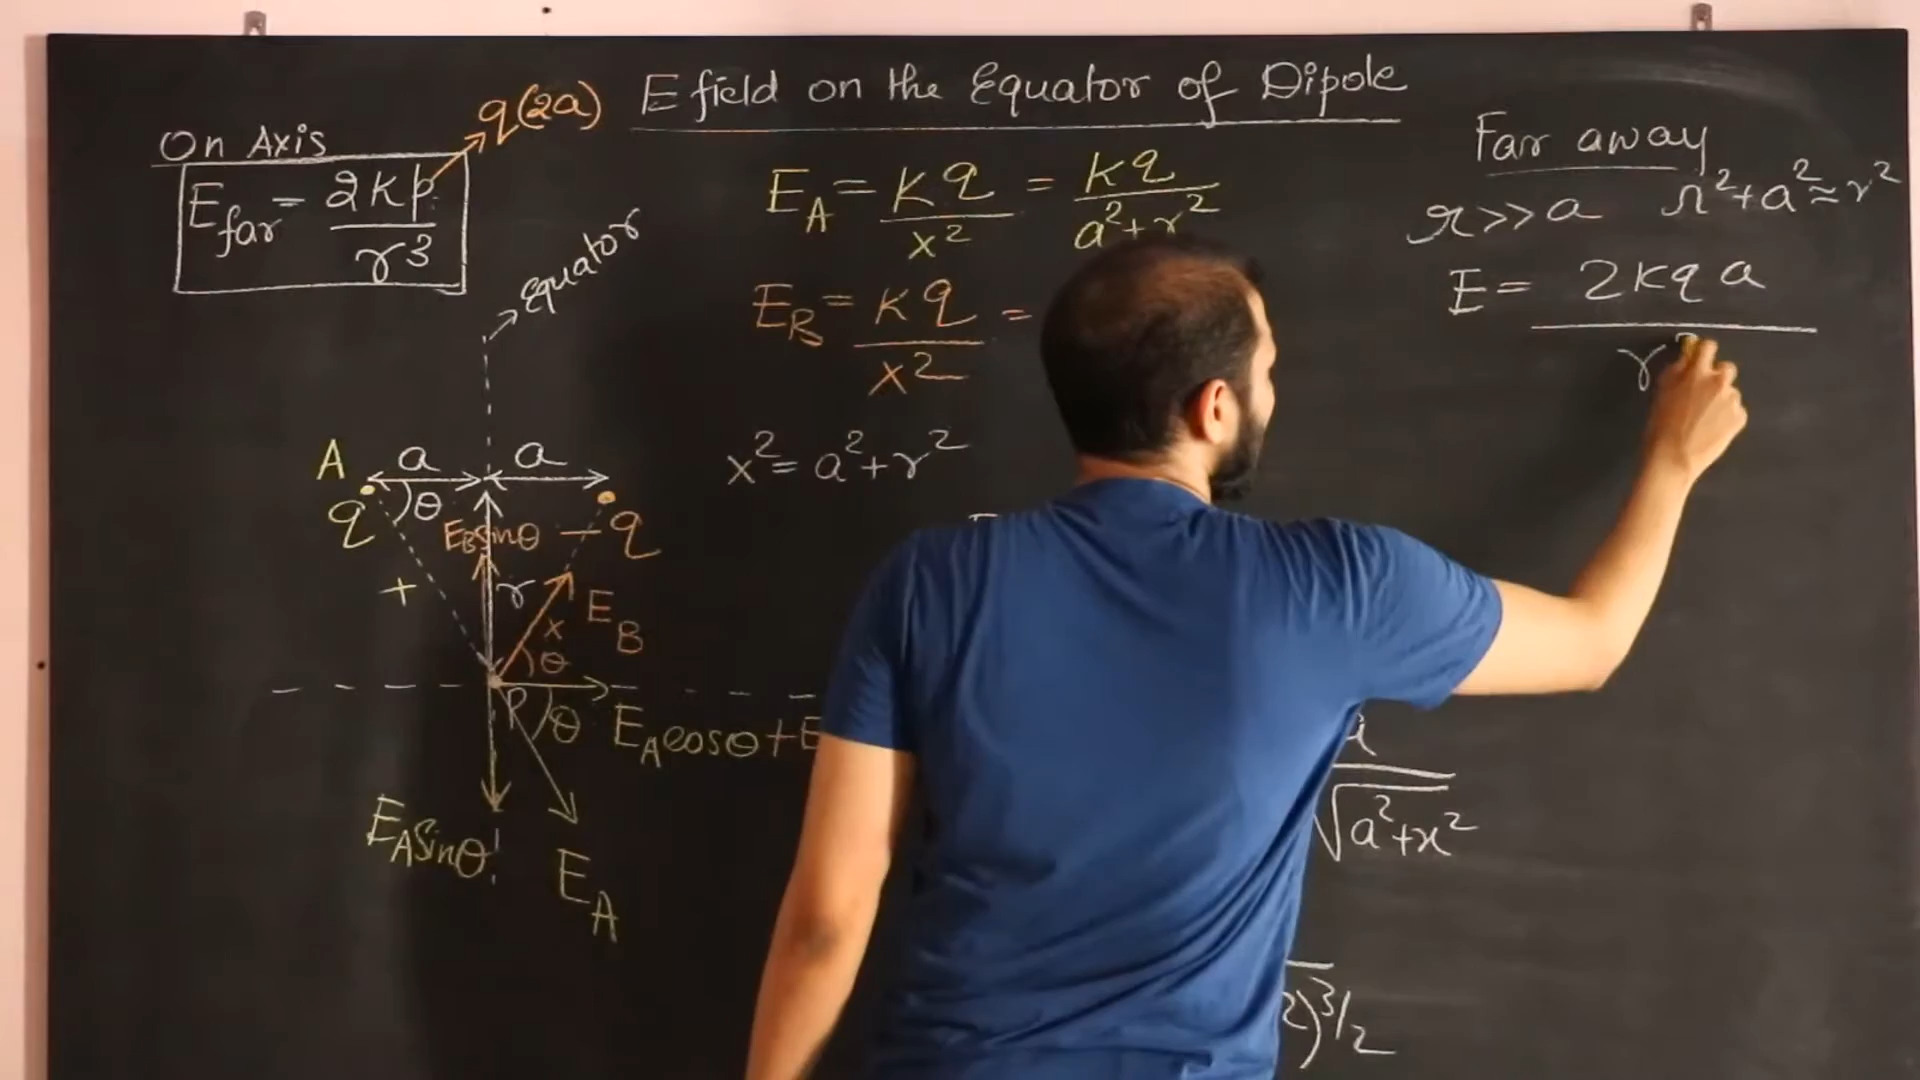 E field on the Equator of Dipole
On Axis
q(2a)
E far = 2kp / r³
Equator
E_A = kq / x² = kq / a²+r²
E_B = kq / x² =
x² = a²+r²
A
a
a
θ
q
E_B sinθ
-q
+
r
x
θ
E_B
P
θ
E_A cosθ+E
E_A sinθ
E_A
√a²+x²
2)^3/2
Far away
r>>a r²+a²≈r²
E = 2kqa
r